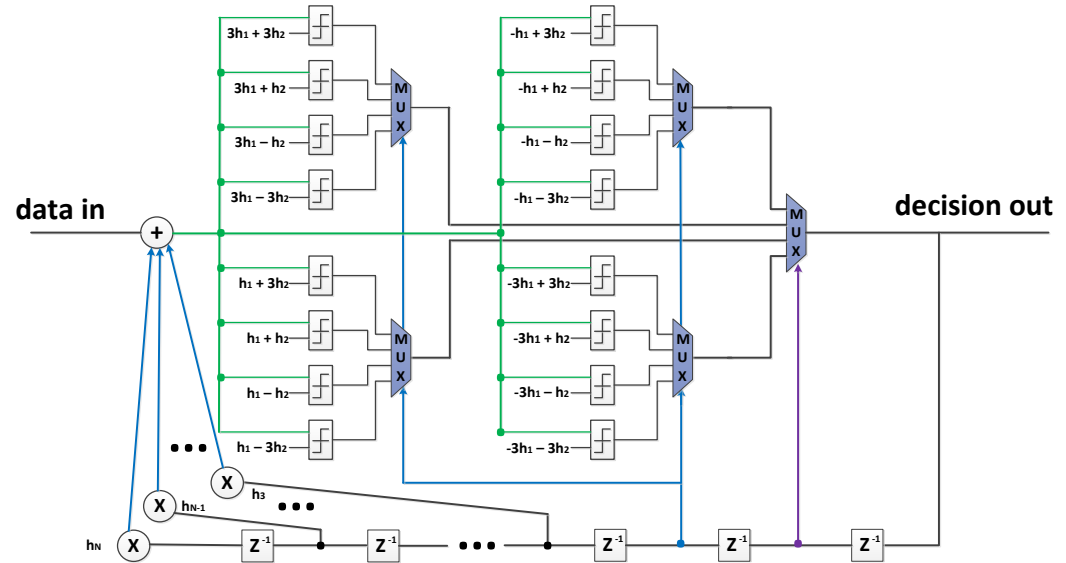 3h₁ + 3h₂
3h₁ + h₂
3h₁ – h₂
3h₁ – 3h₂
M
U
X
-h₁ + 3h₂
-h₁ + h₂
-h₁ – h₂
-h₁ – 3h₂
M
U
X
data in
+
M
U
X
decision out
h₁ + 3h₂
h₁ + h₂
h₁ – h₂
h₁ – 3h₂
M
U
X
-3h₁ + 3h₂
-3h₁ + h₂
-3h₁ – h₂
-3h₁ – 3h₂
M
U
X
X
h₃
X
hN-1
hN
X
Z⁻¹
Z⁻¹
Z⁻¹
Z⁻¹
Z⁻¹